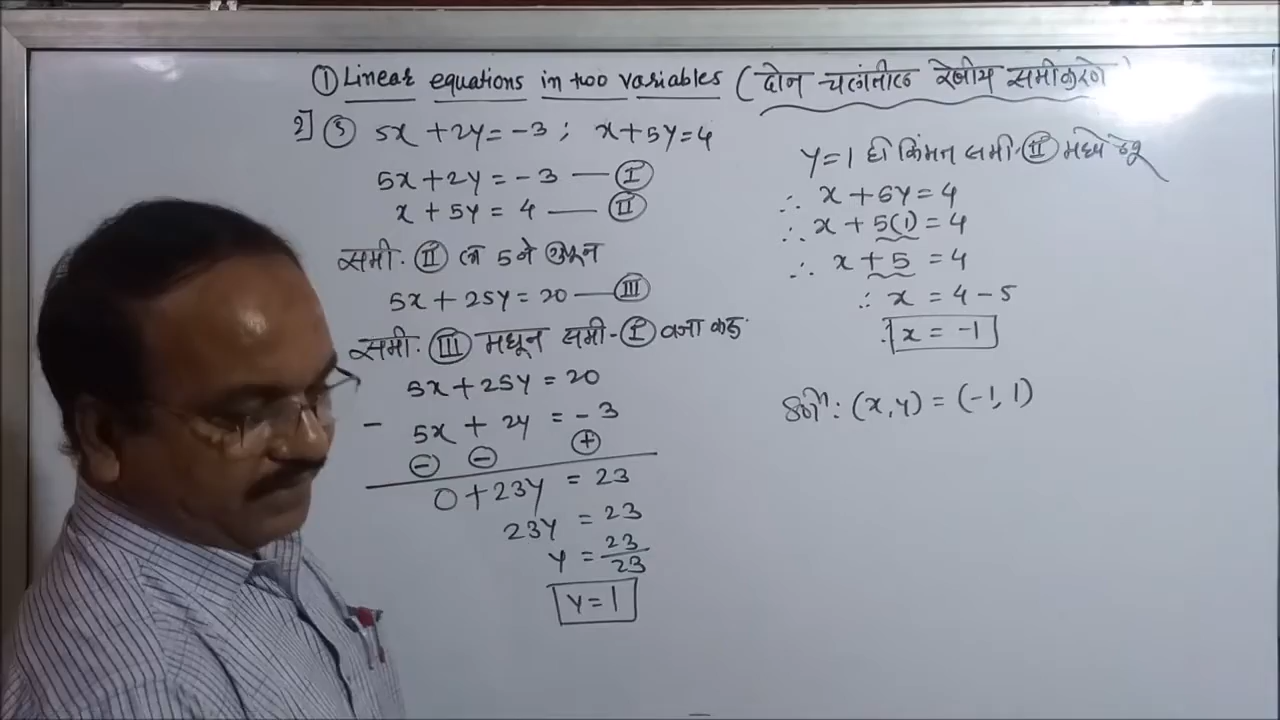 ① Linear equations in two variables (दोन चलांतील रेषीय समीकरणे)
2] ⑤ 5x + 2y = -3 ; x + 5y = 4
5x + 2y = -3 — Ⓘ
x + 5y = 4 — Ⅱ
समी. Ⅱ ला 5 ने गुणून
5x + 25y = 20 — Ⅲ
समी. Ⅲ मधून समी. Ⅰ वजा करू.
5x + 25y = 20
- 5x + 2y = -3
⊖ ⊖ ⊕
0 + 23y = 23
23y = 23
y = 23/23
y = 1
y = 1 ही किंमत समी. Ⅱ मध्ये ठेवू
∴ x + 5y = 4
∴ x + 5(1) = 4
∴ x + 5 = 4
∴ x = 4 - 5
∴ x = -1
Solⁿ: (x, y) = (-1, 1)